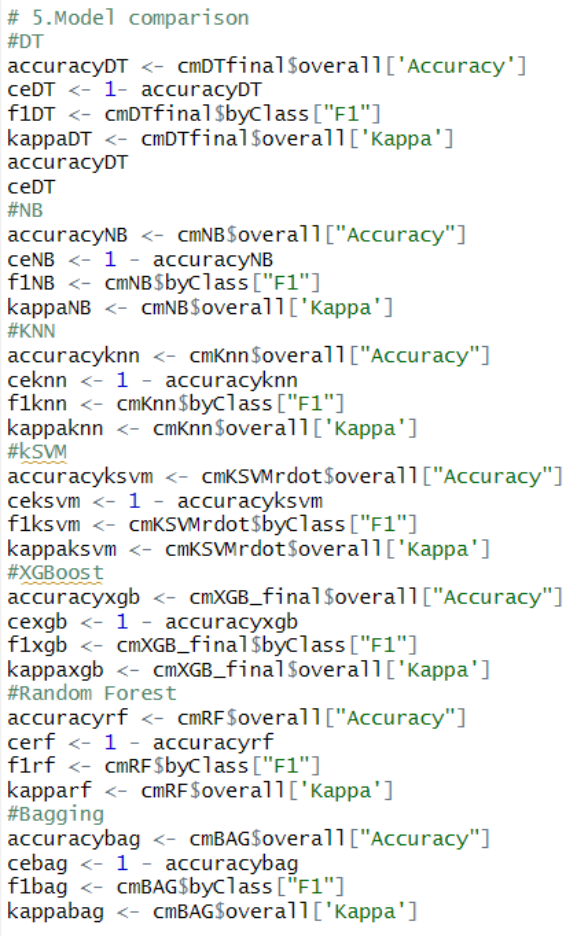 # 5.Model comparison
#DT
accuracyDT <- cmDTfinal$overall['Accuracy']
ceDT <- 1- accuracyDT
f1DT <- cmDTfinal$byClass["F1"]
kappaDT <- cmDTfinal$overall['Kappa']
accuracyDT
ceDT
#NB
accuracyNB <- cmNB$overall["Accuracy"]
ceNB <- 1 - accuracyNB
f1NB <- cmNB$byClass["F1"]
kappaNB <- cmNB$overall['Kappa']
#KNN
accuracyknn <- cmKnn$overall["Accuracy"]
ceknn <- 1 - accuracyknn
f1knn <- cmKnn$byClass["F1"]
kappaknn <- cmKnn$overall['Kappa']
#kSVM
accuracyksvm <- cmKSVMrdot$overall["Accuracy"]
ceksvm <- 1 - accuracyksvm
f1ksvm <- cmKSVMrdot$byClass["F1"]
kappaksvm <- cmKSVMrdot$overall['Kappa']
#XGBoost
accuracyxgb <- cmXGB_final$overall["Accuracy"]
cexgb <- 1 - accuracyxgb
f1xgb <- cmXGB_final$byClass["F1"]
kappaxgb <- cmXGB_final$overall['Kappa']
#Random Forest
accuracyrf <- cmRF$overall["Accuracy"]
cerf <- 1 - accuracyrf
f1rf <- cmRF$byClass["F1"]
kapparf <- cmRF$overall['Kappa']
#Bagging
accuracybag <- cmBAG$overall["Accuracy"]
cebag <- 1 - accuracybag
f1bag <- cmBAG$byClass["F1"]
kappabag <- cmBAG$overall['Kappa']